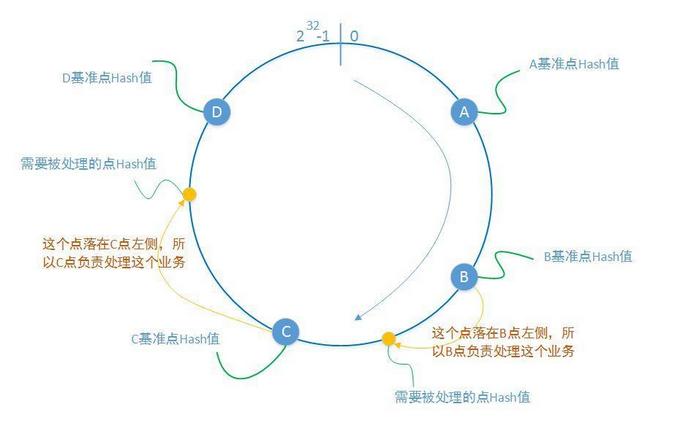 2^32-1 0
A基准点Hash值
D基准点Hash值
D
A
需要被处理的点Hash值
这个点落在C点左侧，所
以C点负责处理这个业务
B基准点Hash值
B
C
C基准点Hash值
这个点落在B点左侧，所
以B点负责处理这个业务
需要被处理的点Hash值